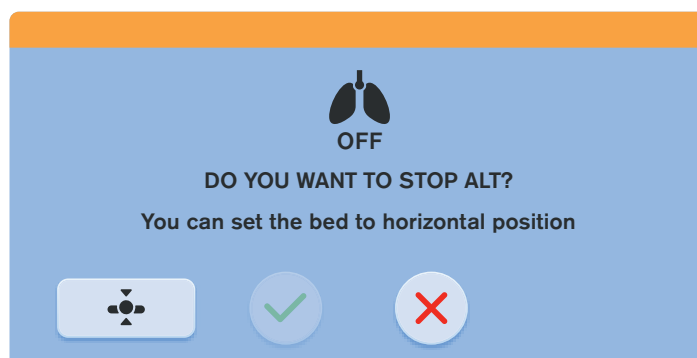 OFF
DO YOU WANT TO STOP ALT?
You can set the bed to horizontal position